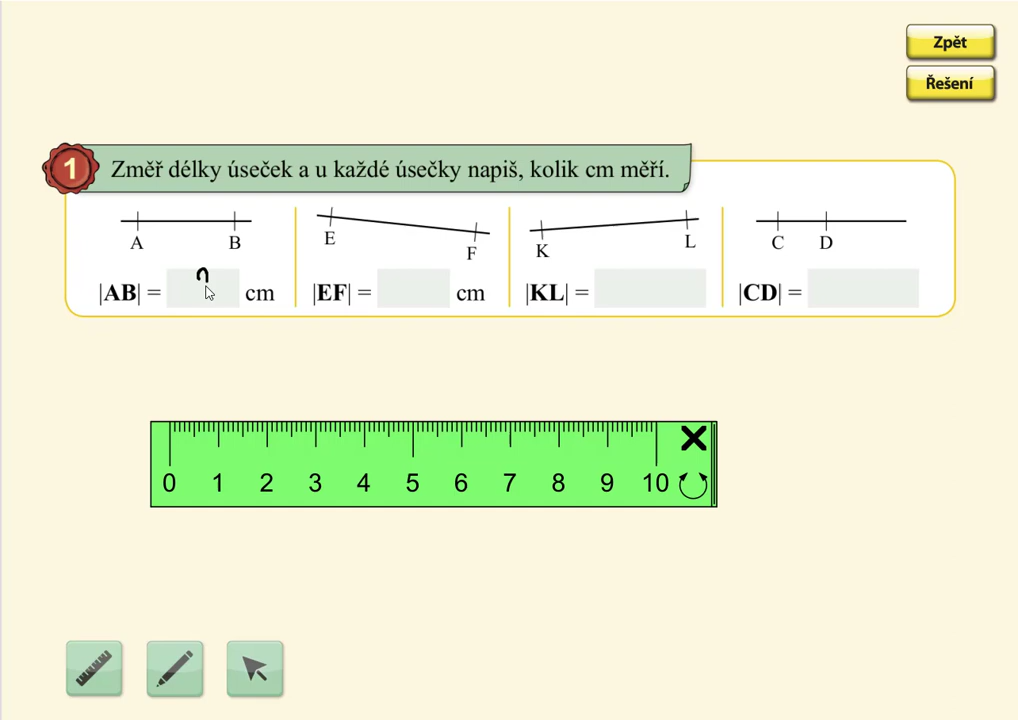 Zpět
Řešení
1 Změř délky úseček a u každé úsečky napiš, kolik cm měří.
A B E F K L C D
|AB| = cm |EF| = cm |KL| = |CD| =
0 1 2 3 4 5 6 7 8 9 10